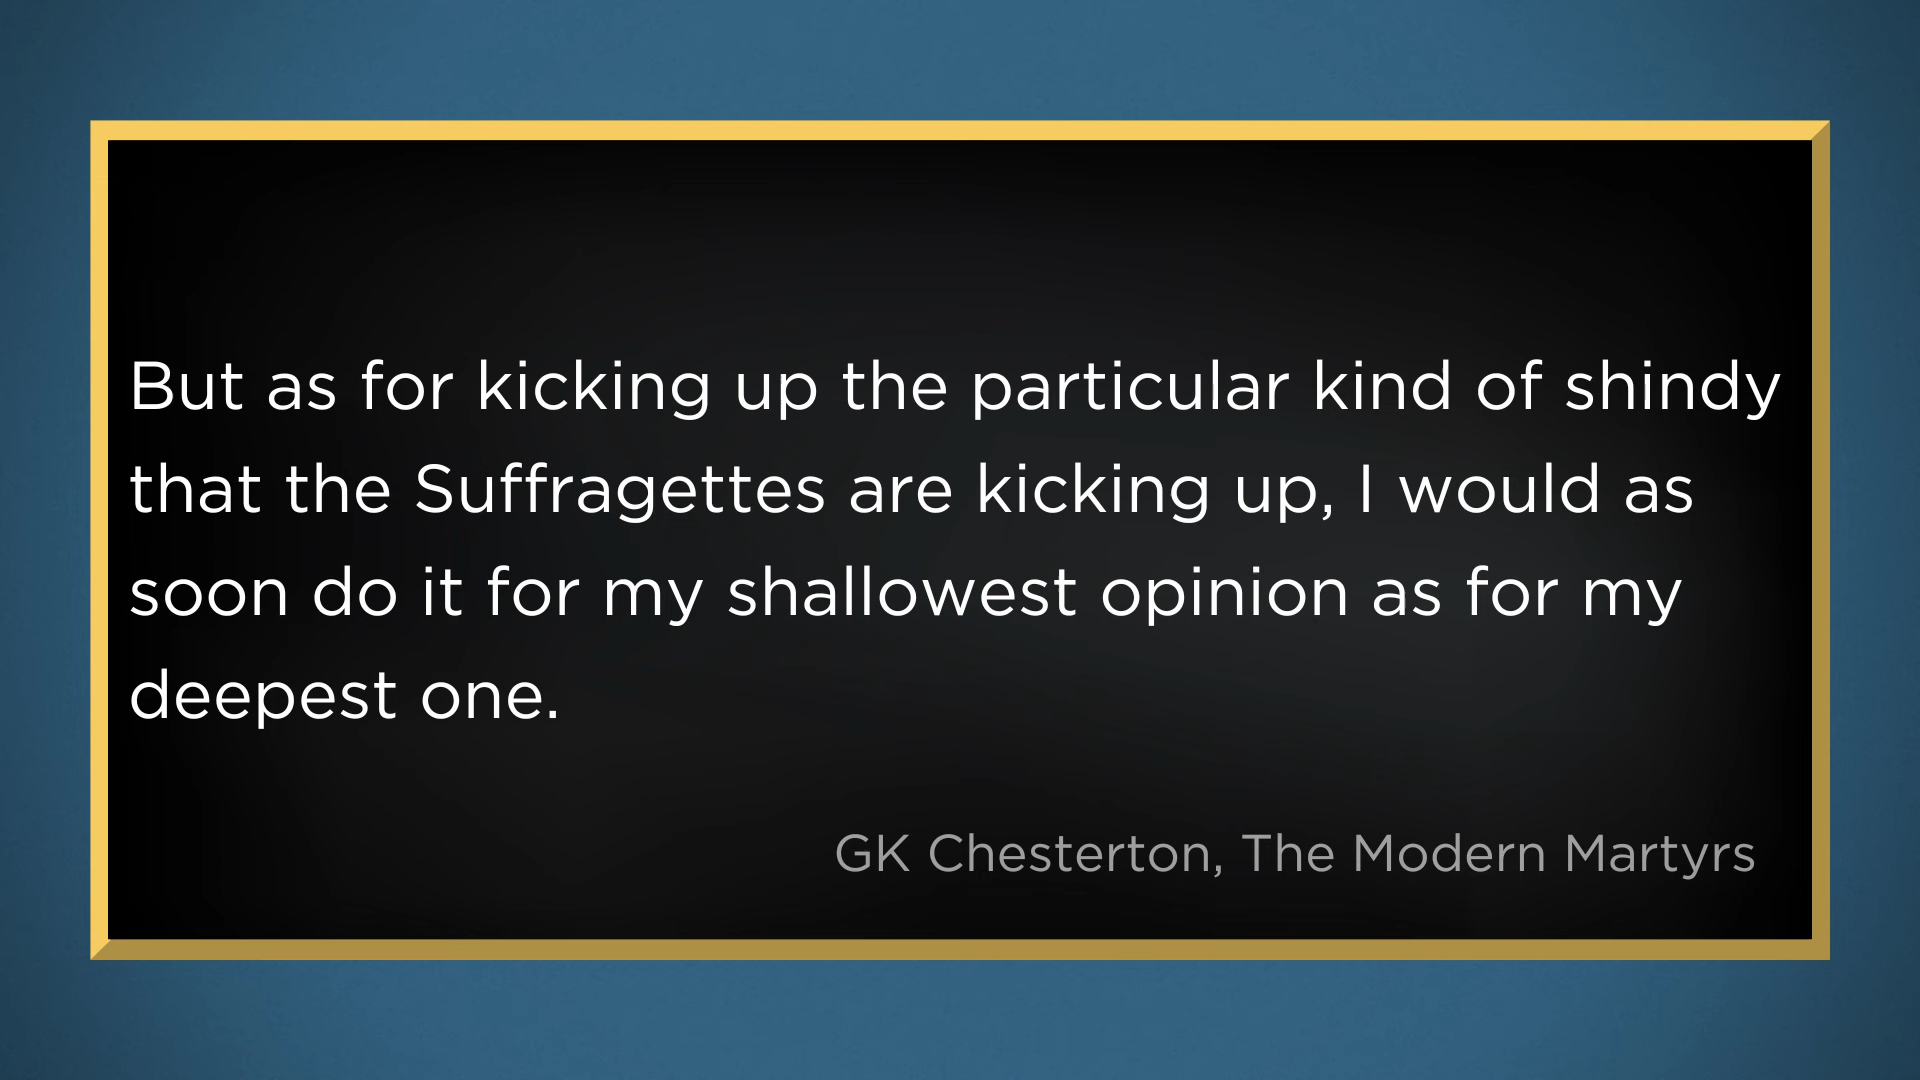 But as for kicking up the particular kind of shindy
that the Suffragettes are kicking up, I would as
soon do it for my shallowest opinion as for my
deepest one.
GK Chesterton, The Modern Martyrs